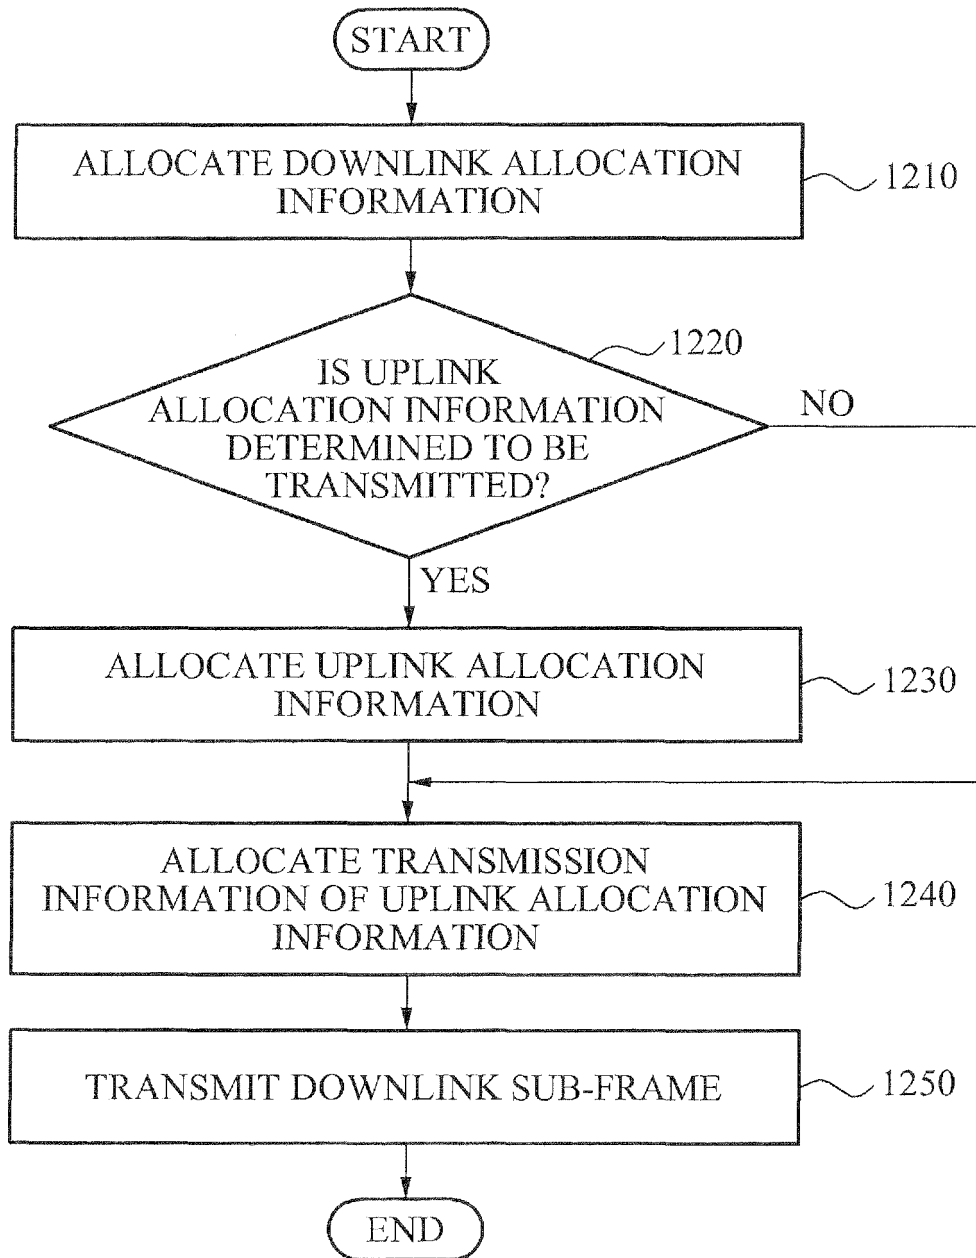 START
ALLOCATE DOWNLINK ALLOCATION
INFORMATION
1210
1220
IS UPLINK
ALLOCATION INFORMATION
DETERMINED TO BE
TRANSMITTED?
NO
YES
ALLOCATE UPLINK ALLOCATION
INFORMATION
1230
ALLOCATE TRANSMISSION
INFORMATION OF UPLINK ALLOCATION
INFORMATION
1240
TRANSMIT DOWNLINK SUB-FRAME
1250
END